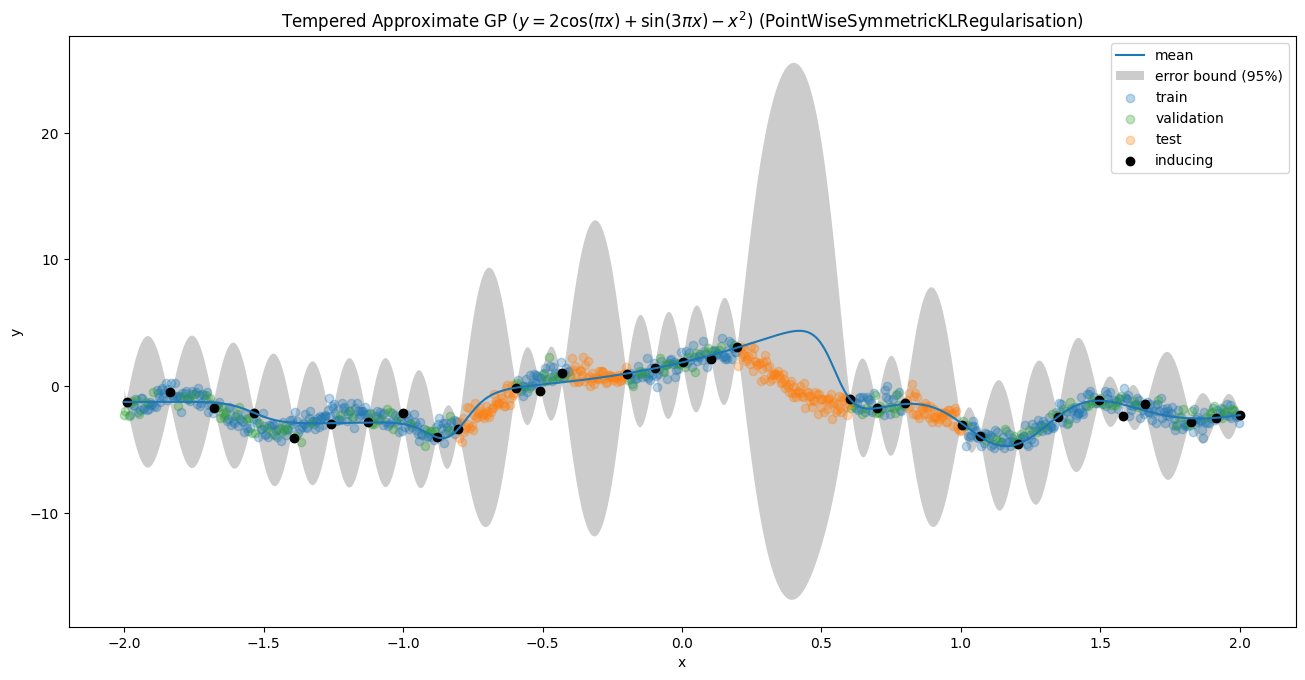 Tempered Approximate GP (y = 2cos(πx) + sin(3πx) − x²) (PointWiseSymmetricKLRegularisation)
mean
error bound (95%)
train
validation
test
inducing
20
10
0
−10
y
−2.0 −1.5 −1.0 −0.5 0.0 0.5 1.0 1.5 2.0
x